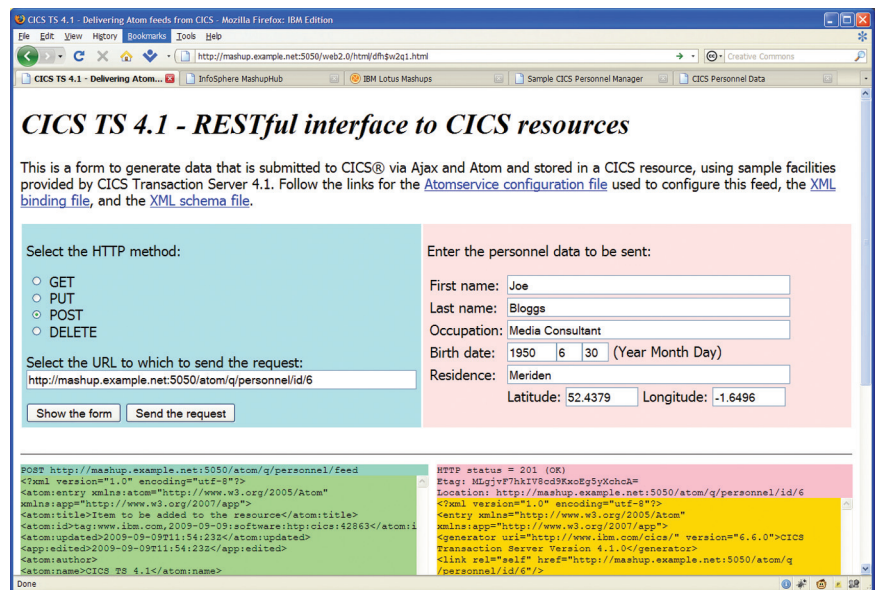 CICS TS 4.1 - Delivering Atom feeds from CICS - Mozilla Firefox: IBM Edition
File Edit View History Bookmarks Tools Help
http://mashup.example.net:5050/web2.0/html/dfh$w2q1.html
Creative Commons
CICS TS 4.1 - Delivering Atom...
InfoSphere MashupHub
IBM Lotus Mashups
Sample CICS Personnel Manager
CICS Personnel Data
CICS TS 4.1 - RESTful interface to CICS resources
This is a form to generate data that is submitted to CICS® via Ajax and Atom and stored in a CICS resource, using sample facilities
provided by CICS Transaction Server 4.1. Follow the links for the Atomservice configuration file used to configure this feed, the XML
binding file, and the XML schema file.
Select the HTTP method:
GET
PUT
POST
DELETE
Select the URL to which to send the request:
http://mashup.example.net:5050/atom/q/personnel/id/6
Show the form Send the request
Enter the personnel data to be sent:
First name: Joe
Last name: Bloggs
Occupation: Media Consultant
Birth date: 1950 6 30 (Year Month Day)
Residence: Meriden
Latitude: 52.4379 Longitude: -1.6496
POST http://mashup.example.net:5050/atom/q/personnel/feed
<?xml version="1.0" encoding="utf-8"?>
<atom:entry xmlns:atom="http://www.w3.org/2005/Atom"
xmlns:app="http://www.w3.org/2007/app">
<atom:title>Item to be added to the resource</atom:title>
<atom:id>tag:www.ibm.com,2009-09-09:software:htp:cics:42863</atom:i
<atom:updated>2009-09-09T11:54:23Z</atom:updated>
<app:edited>2009-09-09T11:54:23Z</app:edited>
<atom:author>
<atom:name>CICS TS 4.1</atom:name>
HTTP status = 201 (OK)
Etag: MLgjvF7hkIV8cd9KxoEg5yXchcA=
Location: http://mashup.example.net:5050/atom/q/personnel/id/6
<?xml version="1.0" encoding="utf-8"?>
<entry xmlns="http://www.w3.org/2005/Atom"
xmlns:app="http://www.w3.org/2007/app">
<generator uri="http://www.ibm.com/cics/" version="6.6.0">CICS
Transaction Server Version 4.1.0</generator>
<link rel="self" href="http://mashup.example.net:5050/atom/q
/personnel/id/6"/>
Done